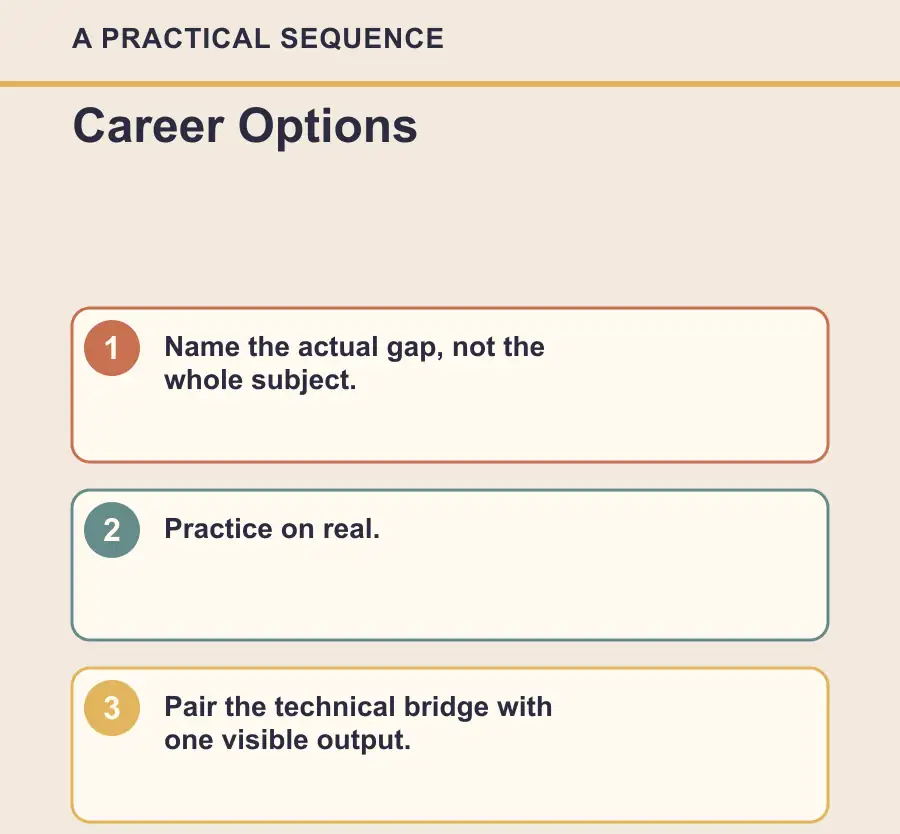 A PRACTICAL SEQUENCE
Career Options
1
Name the actual gap, not the
whole subject.
2
Practice on real.
3
Pair the technical bridge with
one visible output.